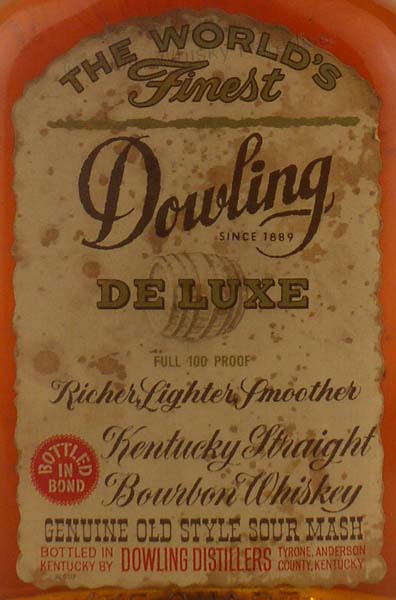 THE WORLD'S
Finest
Dowling
SINCE 1889
DE LUXE
FULL 100 PROOF
Richer, Lighter, Smoother
Kentucky Straight
Bourbon Whiskey
BOTTLED
IN
BOND
GENUINE OLD STYLE SOUR MASH
BOTTLED IN KENTUCKY BY DOWLING DISTILLERS TYRONE, ANDERSON COUNTY, KENTUCKY